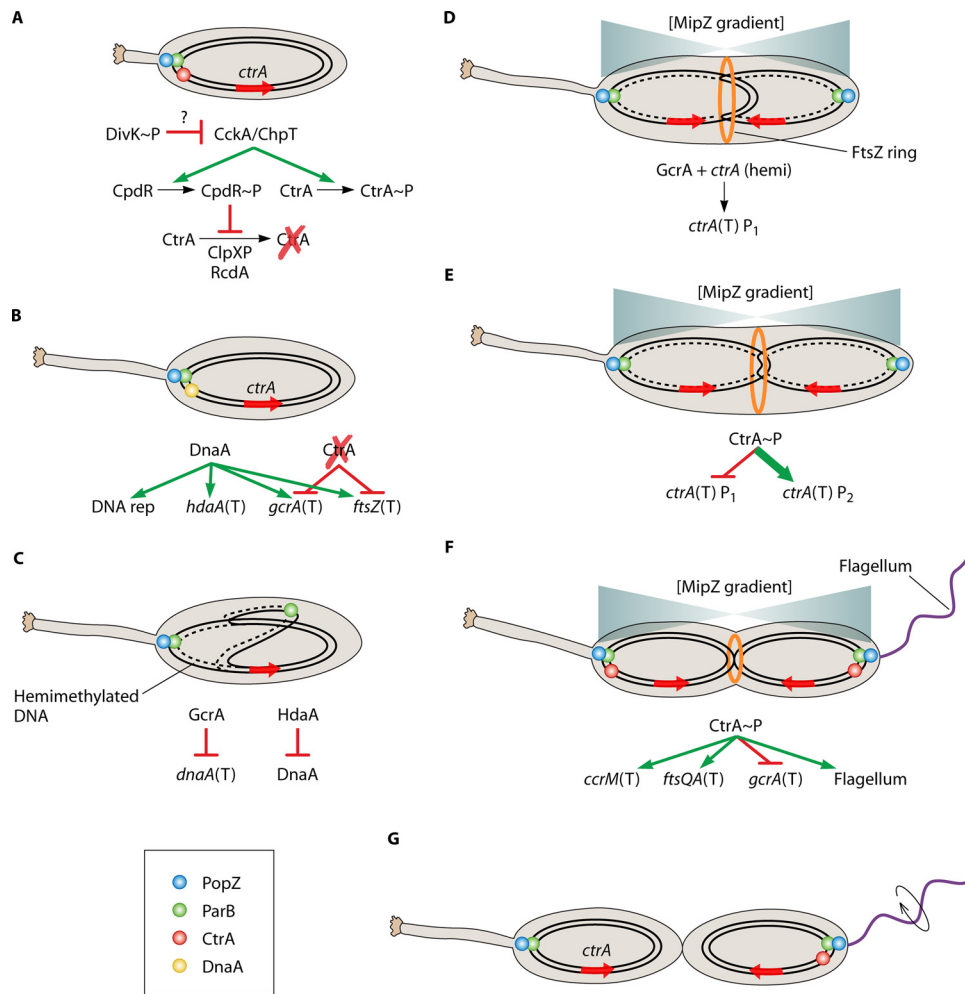 A
ctrA
?
DivK~P
CckA/ChpT
CpdR
CpdR~P
CtrA
CtrA~P
CtrA
ClpXP
RcdA
CtrA
B
ctrA
DnaA
CtrA
DNA rep
hdaA(T)
gcrA(T)
ftsZ(T)
C
Hemimethylated
DNA
GcrA
HdaA
dnaA(T)
DnaA
PopZ
ParB
CtrA
DnaA
D
[MipZ gradient]
FtsZ ring
GcrA + ctrA (hemi)
ctrA(T) P₁
E
[MipZ gradient]
CtrA~P
ctrA(T) P₁
ctrA(T) P₂
F
Flagellum
[MipZ gradient]
CtrA~P
ccrM(T)
ftsQA(T)
gcrA(T)
Flagellum
G
ctrA